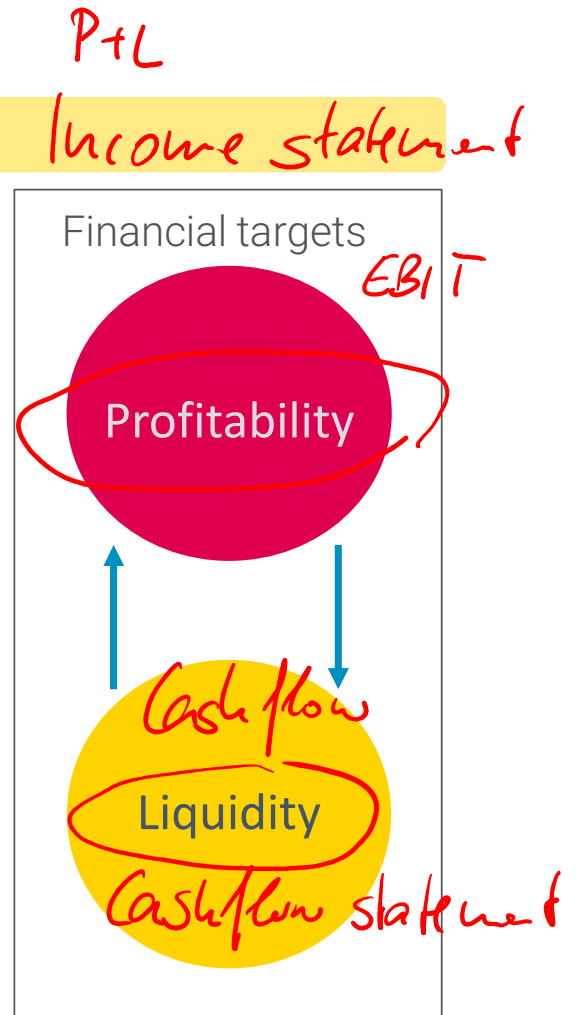 P+L
Income statement
Financial targets
EBIT
Profitability
Cashflow
Liquidity
Cashflow statement